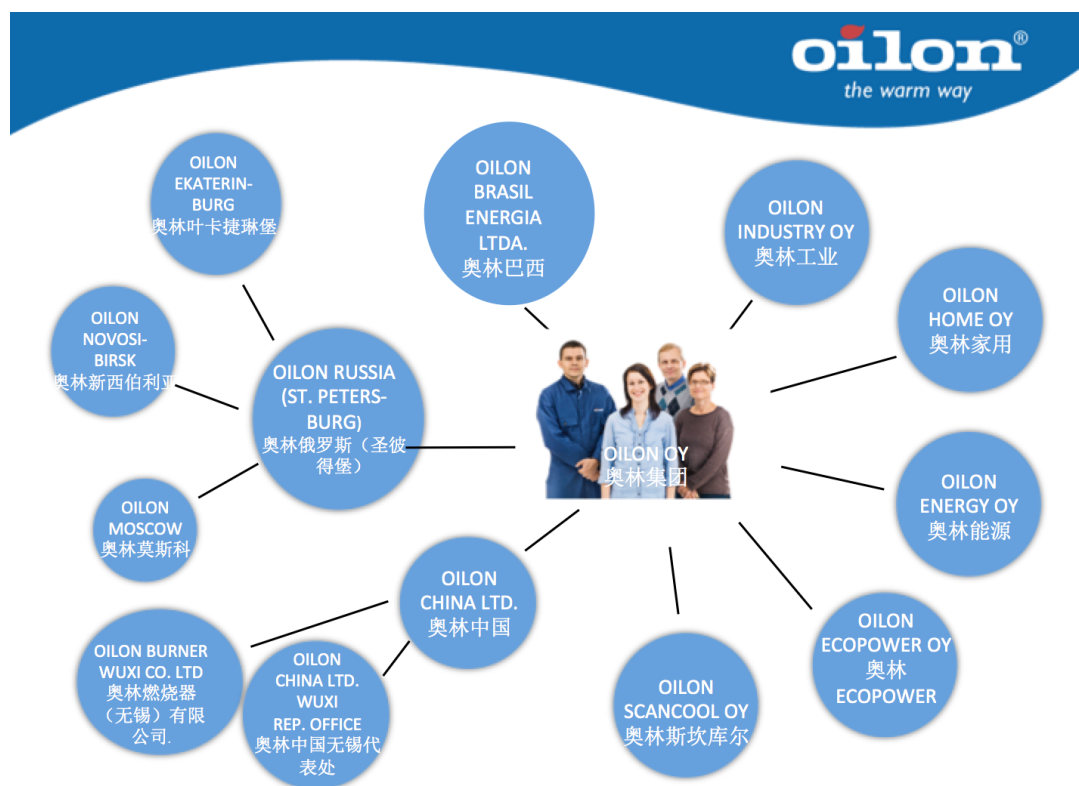 oilon®
the warm way
OILON
EKATERIN-
BURG
奥林叶卡捷琳堡
OILON
BRASIL
ENERGIA
LTDA.
奥林巴西
OILON
INDUSTRY OY
奥林工业
OILON
NOVOSI-
BIRSK
奥林新西伯利亚
OILON RUSSIA
(ST. PETERS-
BURG)
奥林俄罗斯（圣彼
得堡）
OILON OY
奥林集团
OILON
HOME OY
奥林家用
OILON
MOSCOW
奥林莫斯科
OILON
ENERGY OY
奥林能源
OILON
CHINA LTD.
奥林中国
OILON BURNER
WUXI CO. LTD
奥林燃烧器
（无锡）有限
公司.
OILON
CHINA LTD.
WUXI
REP. OFFICE
奥林中国无锡代
表处
OILON
SCANCOOL OY
奥林斯坎库尔
OILON
ECOPOWER OY
奥林
ECOPOWER